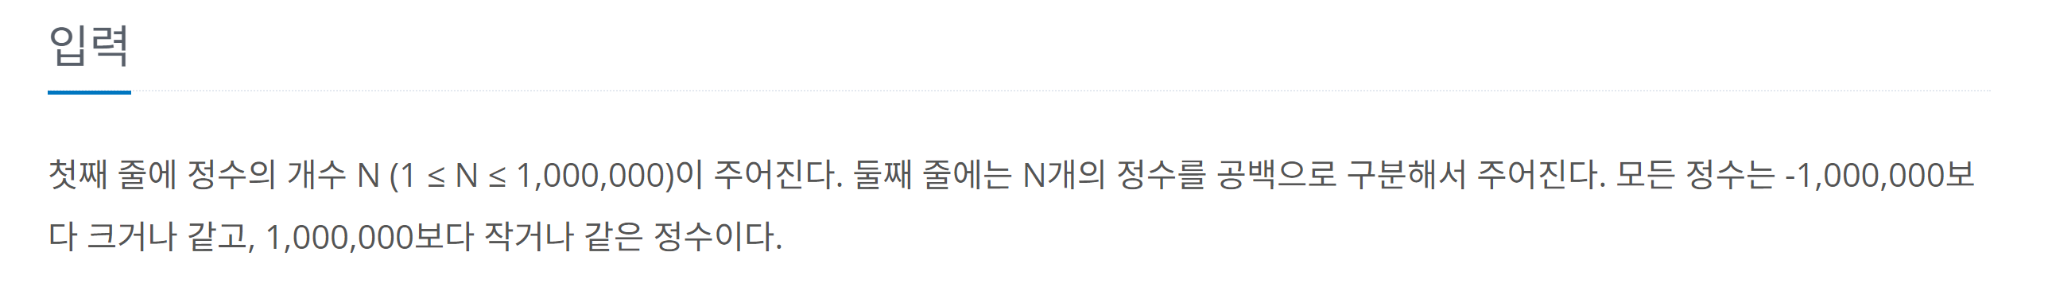 입력
첫째 줄에 정수의 개수 N (1 ≤ N ≤ 1,000,000)이 주어진다. 둘째 줄에는 N개의 정수를 공백으로 구분해서 주어진다. 모든 정수는 -1,000,000보
다 크거나 같고, 1,000,000보다 작거나 같은 정수이다.